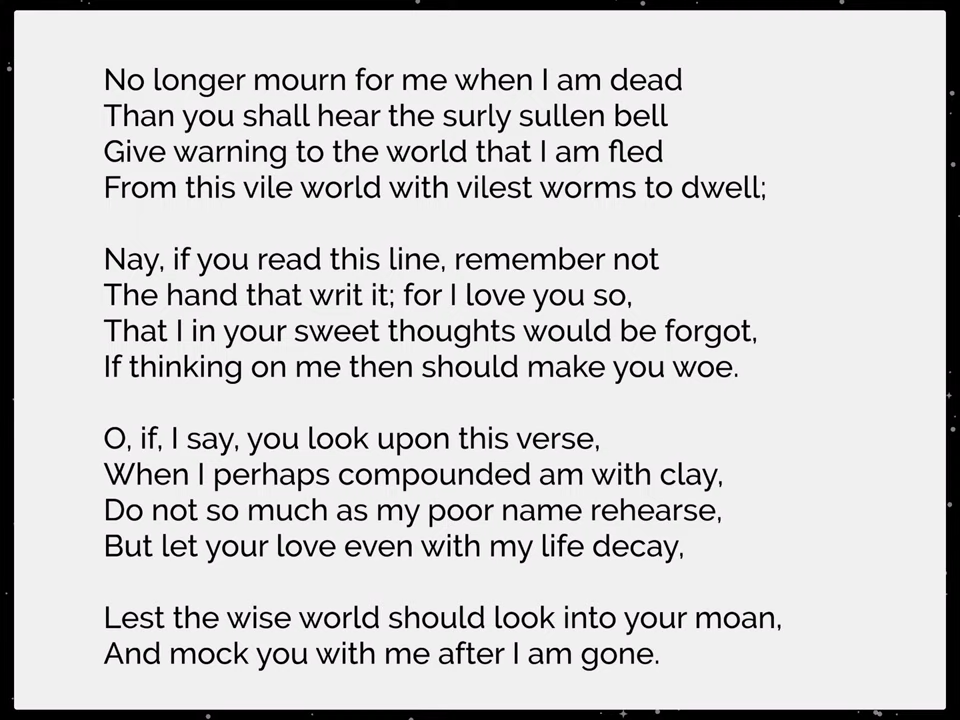 No longer mourn for me when I am dead
Than you shall hear the surly sullen bell
Give warning to the world that I am fled
From this vile world with vilest worms to dwell;
Nay, if you read this line, remember not
The hand that writ it; for I love you so,
That I in your sweet thoughts would be forgot,
If thinking on me then should make you woe.
O, if, I say, you look upon this verse,
When I perhaps compounded am with clay,
Do not so much as my poor name rehearse,
But let your love even with my life decay,
Lest the wise world should look into your moan,
And mock you with me after I am gone.